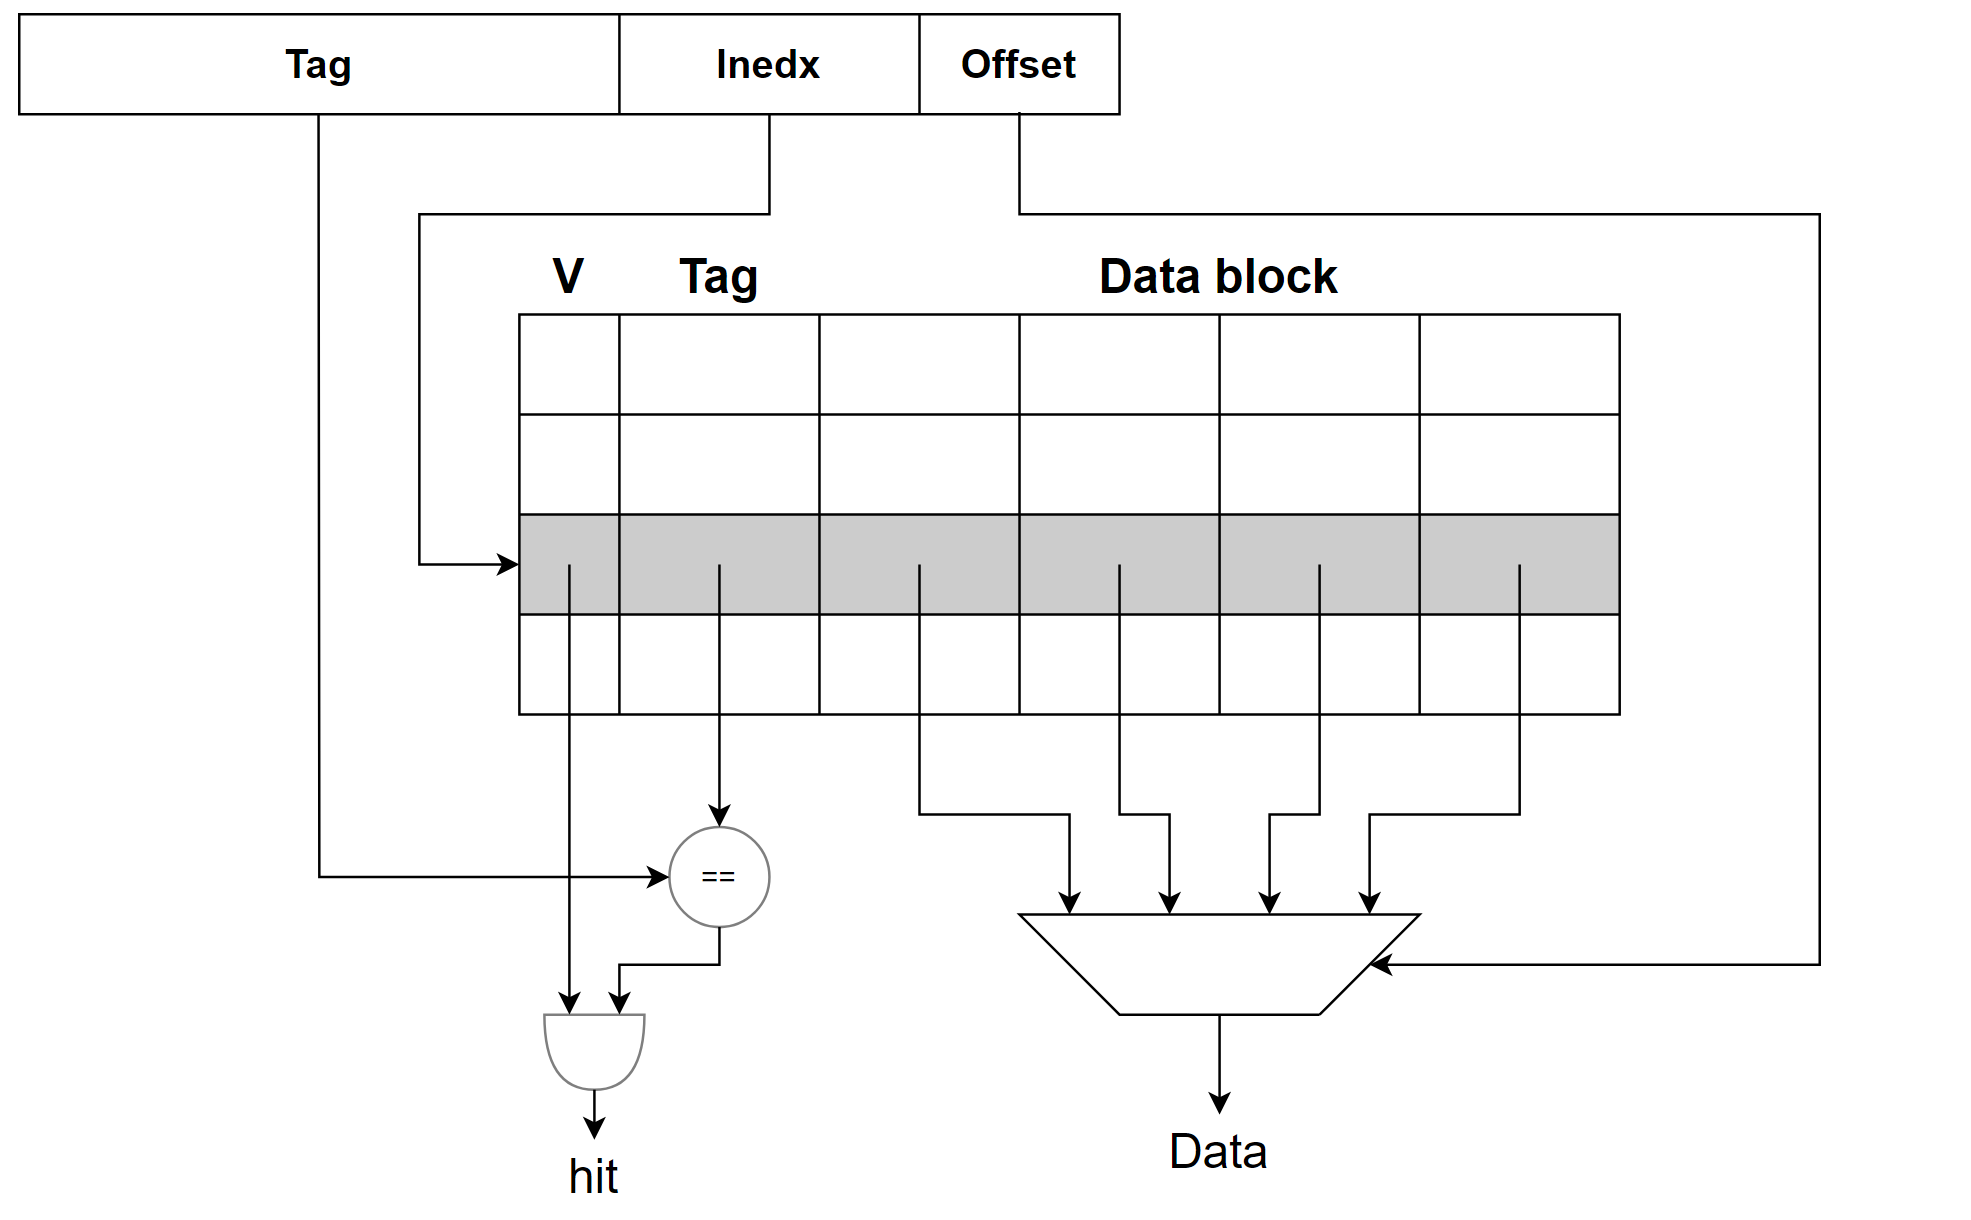 Tag Inedx Offset
V Tag Data block
==
Data
hit